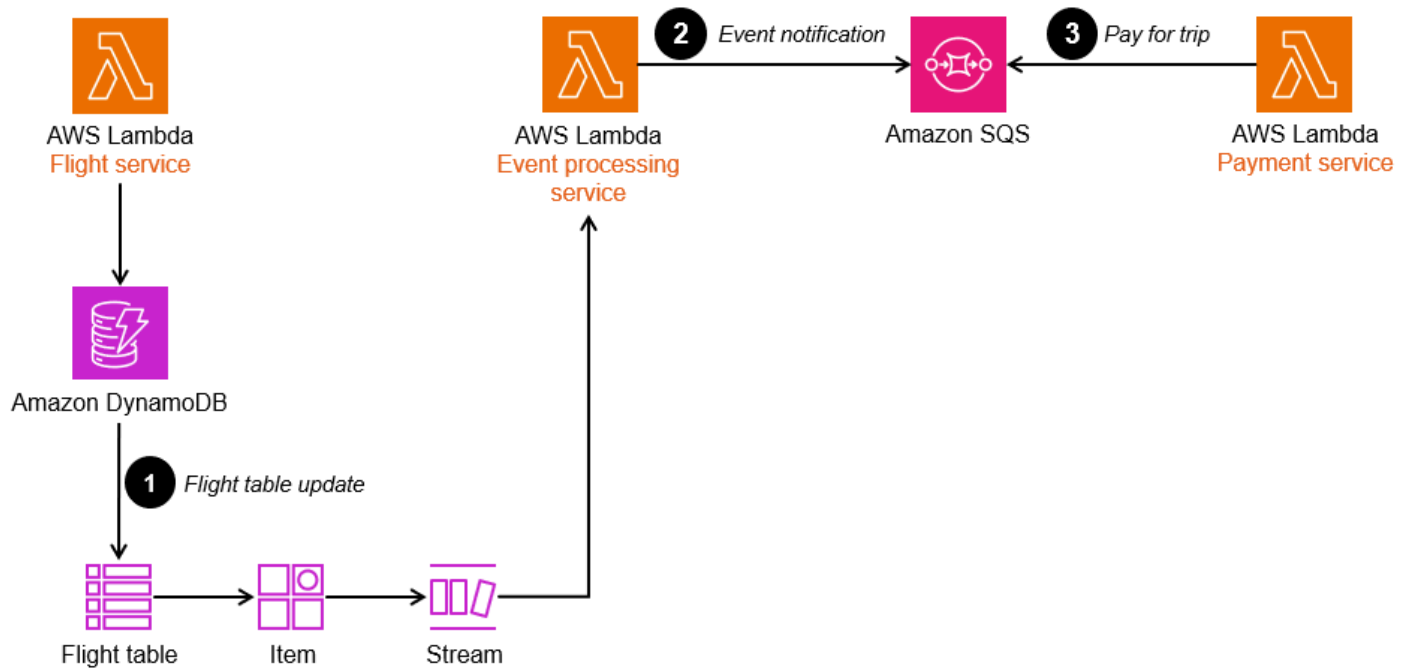 2 Event notification
3 Pay for trip
AWS Lambda
Flight service
AWS Lambda
Event processing
service
Amazon SQS
AWS Lambda
Payment service
Amazon DynamoDB
1 Flight table update
Flight table
Item
Stream